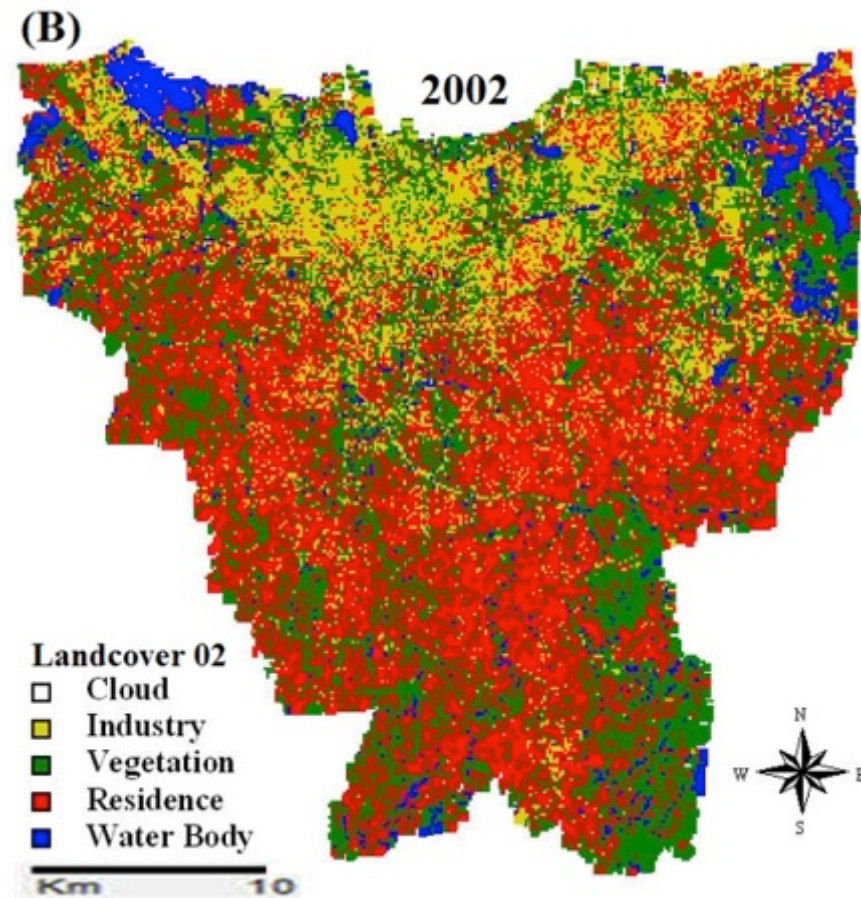 (B)
2002
Landcover 02
Cloud
Industry
Vegetation
Residence
Water Body
Km 10
N
W E
S